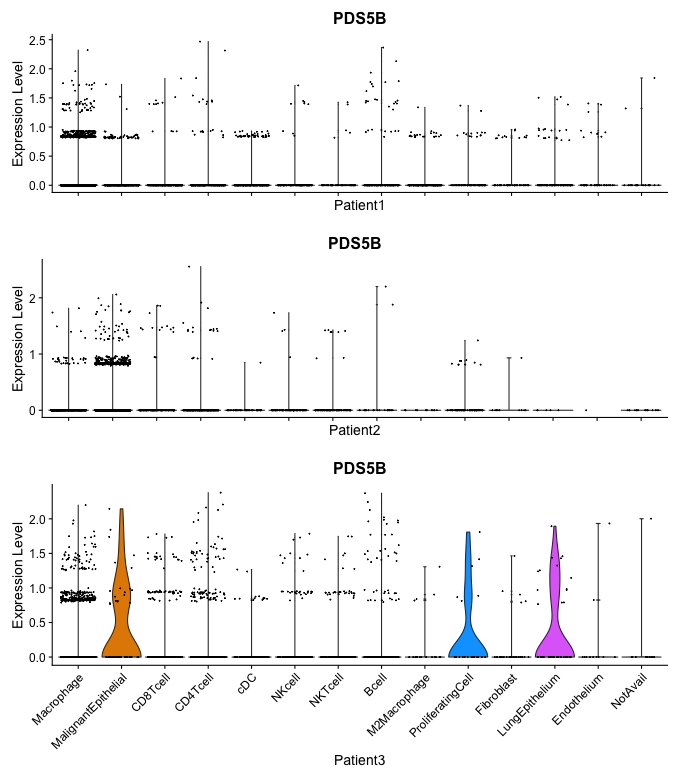 PDS5B
Expression Level
2.5
2.0
1.5
1.0
0.5
0.0
Patient1
PDS5B
Expression Level
2
1
0
Patient2
PDS5B
Expression Level
2.0
1.5
1.0
0.5
0.0
Macrophage
MalignantEpithelial
CD8Tcell
CD4Tcell
cDC
NKcell
NKTcell
Bcell
M2Macrophage
ProliferatingCell
Fibroblast
LungEpithelium
Endothelium
NotAvail
Patient3